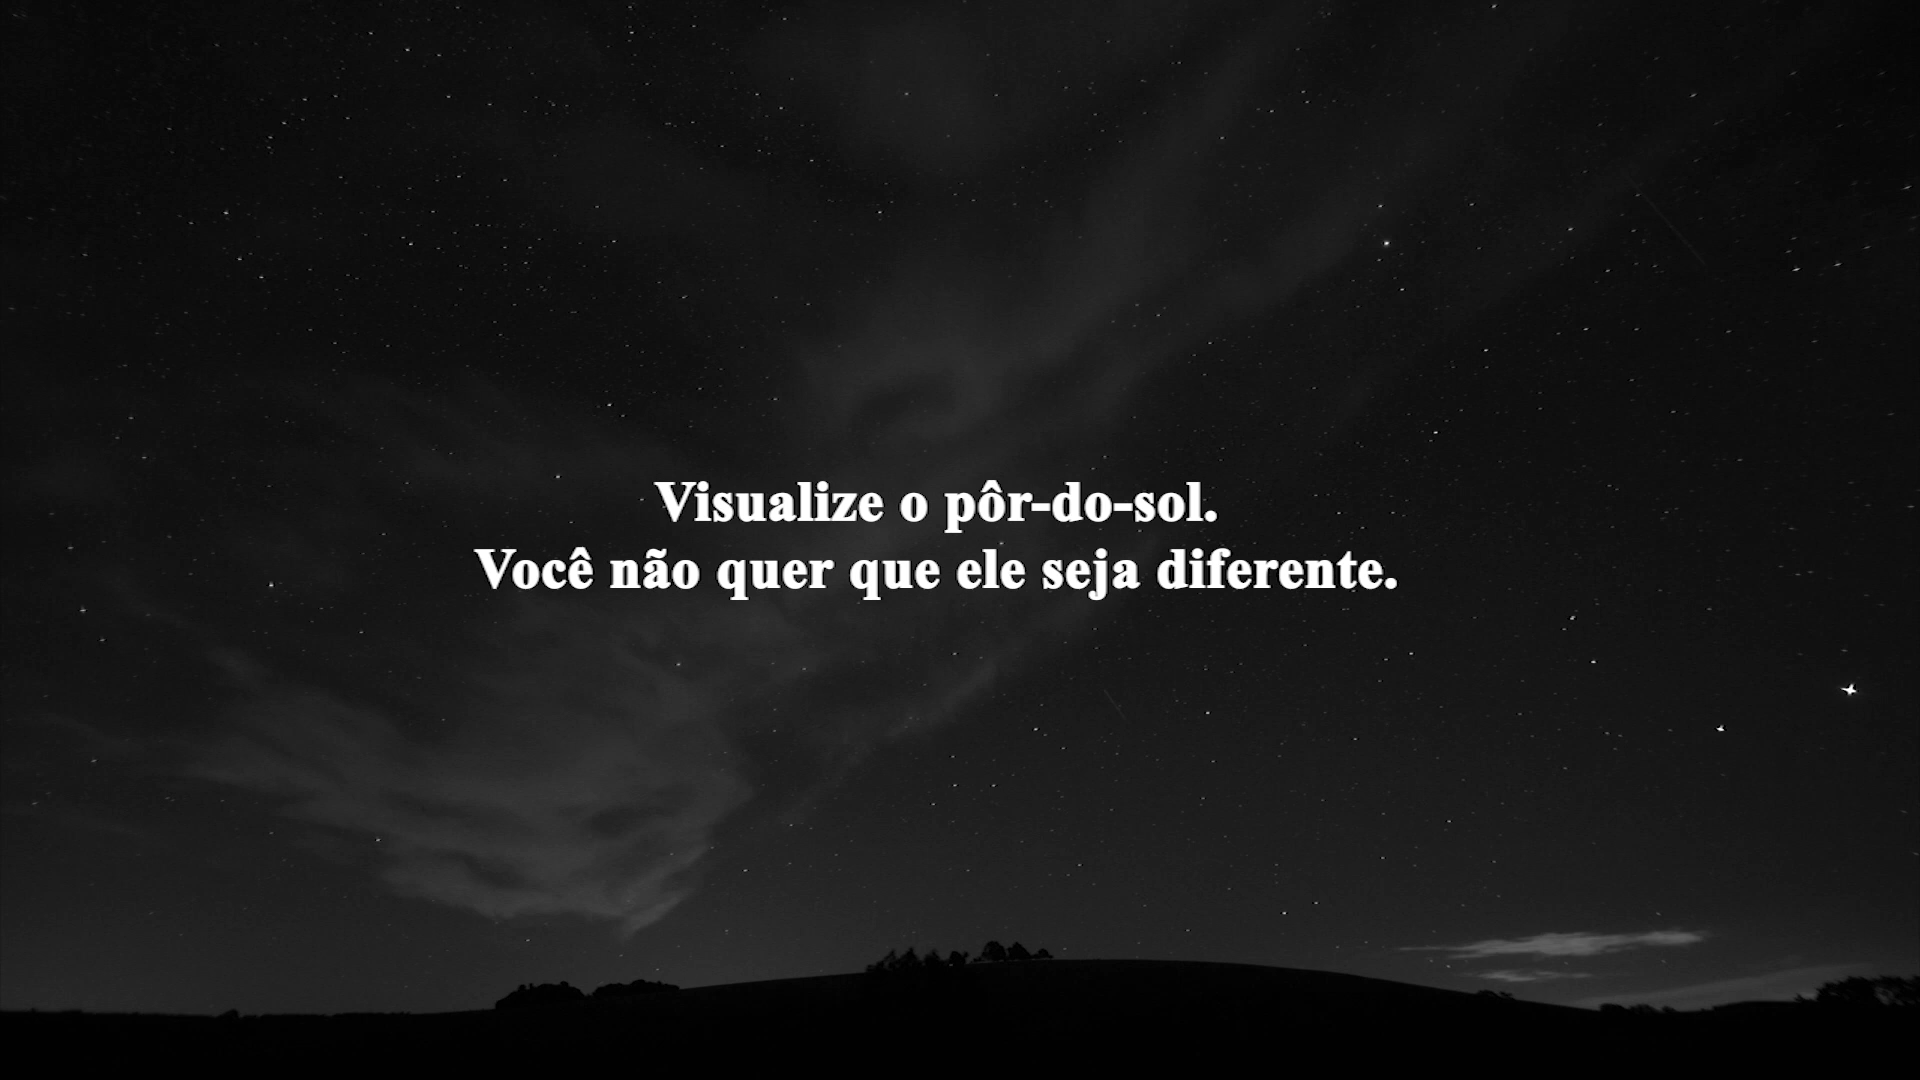 Visualize o pôr-do-sol.
Você não quer que ele seja diferente.